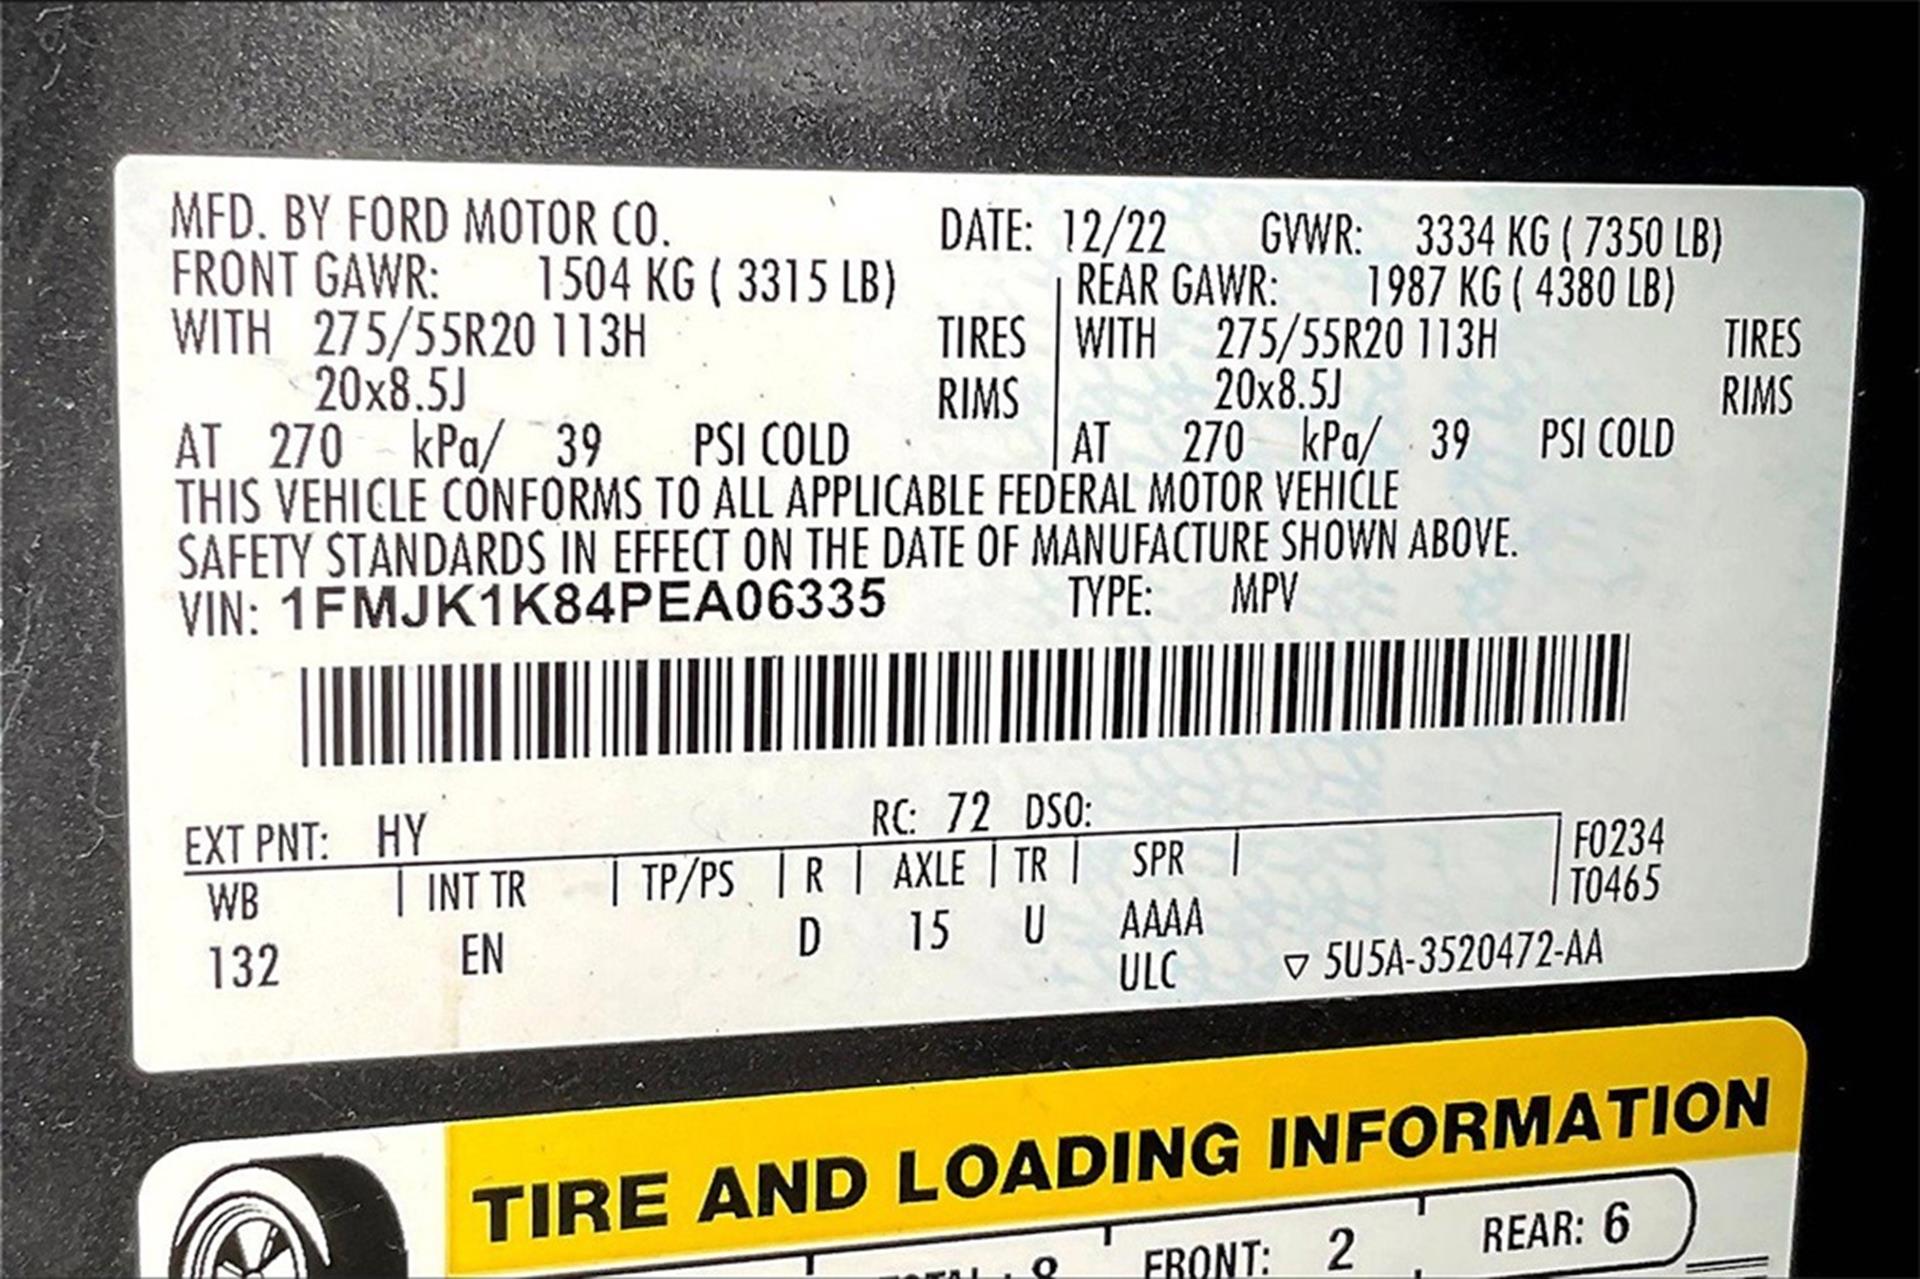 MFD. BY FORD MOTOR CO. DATE: 12/22 GVWR: 3334 KG ( 7350 LB)
FRONT GAWR: 1504 KG ( 3315 LB) REAR GAWR: 1987 KG ( 4380 LB)
WITH 275/55R20 113H TIRES WITH 275/55R20 113H TIRES
20x8.5J RIMS 20x8.5J RIMS
AT 270 kPa/ 39 PSI COLD AT 270 kPa/ 39 PSI COLD
THIS VEHICLE CONFORMS TO ALL APPLICABLE FEDERAL MOTOR VEHICLE
SAFETY STANDARDS IN EFFECT ON THE DATE OF MANUFACTURE SHOWN ABOVE.
VIN: 1FMJK1K84PEA06335 TYPE: MPV
EXT PNT: HY RC: 72 DSO:
WB INT TR TP/PS R AXLE TR SPR F0234
T0465
132 EN D 15 U AAAA
ULC ▽ 5U5A-3520472-AA
TIRE AND LOADING INFORMATION
TOTAL : 8 FRONT: 2 REAR: 6